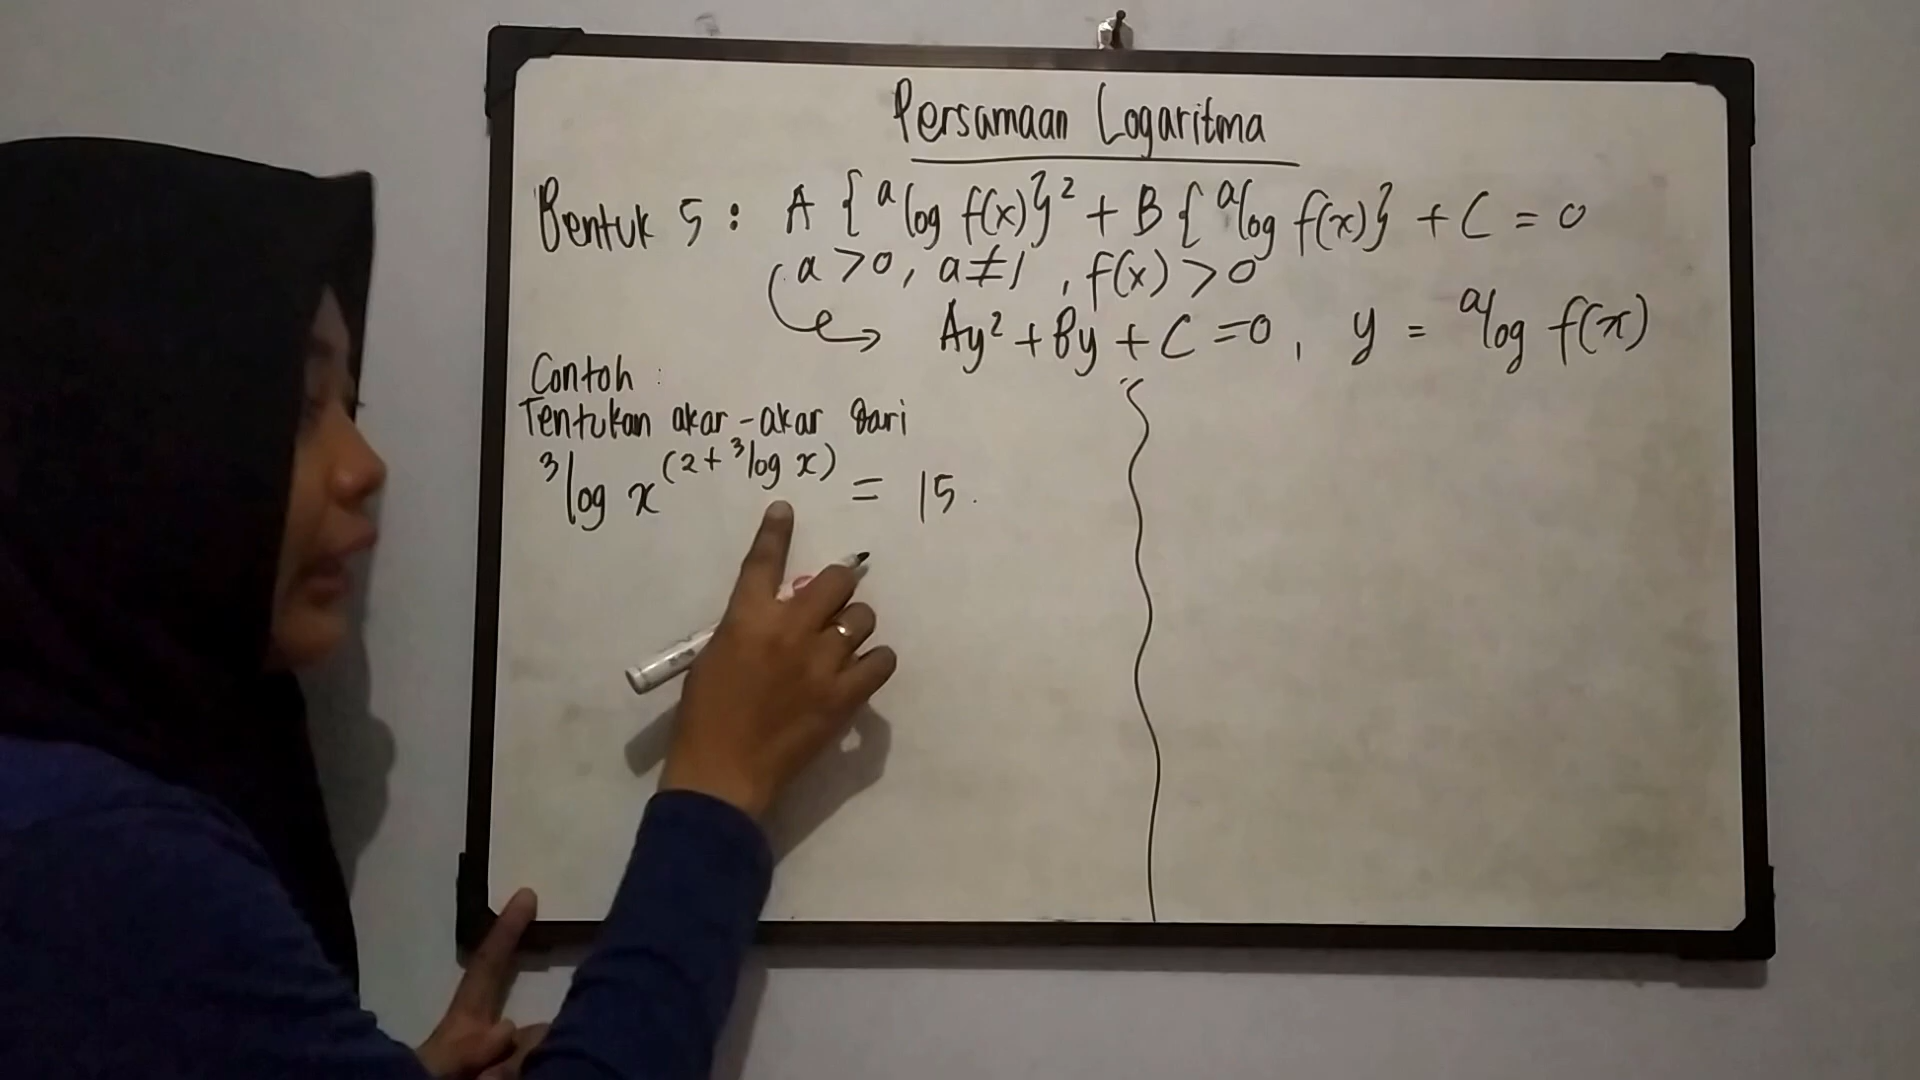 Persamaan Logaritma
Bentuk 5 : A {ᵃlog f(x)}² + B {ᵃlog f(x)} + C = 0
a > 0, a ≠ 1, f(x) > 0
Ay² + By + C = 0, y = ᵃlog f(x)
Contoh :
Tentukan akar-akar dari
³log x^(2 + ³log x) = 15.